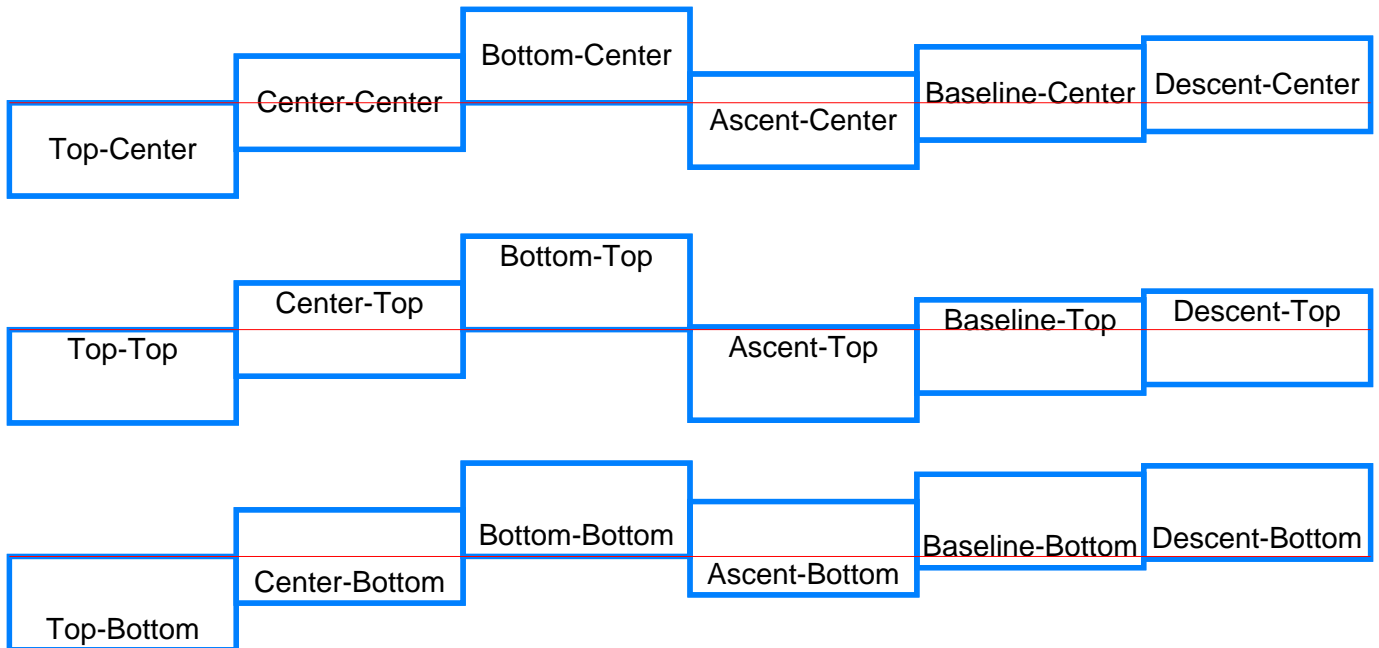 Top-Center Center-Center Bottom-Center Ascent-Center Baseline-Center Descent-Center
Top-Top Center-Top Bottom-Top Ascent-Top Baseline-Top Descent-Top
Top-Bottom Center-Bottom Bottom-Bottom Ascent-Bottom Baseline-Bottom Descent-Bottom